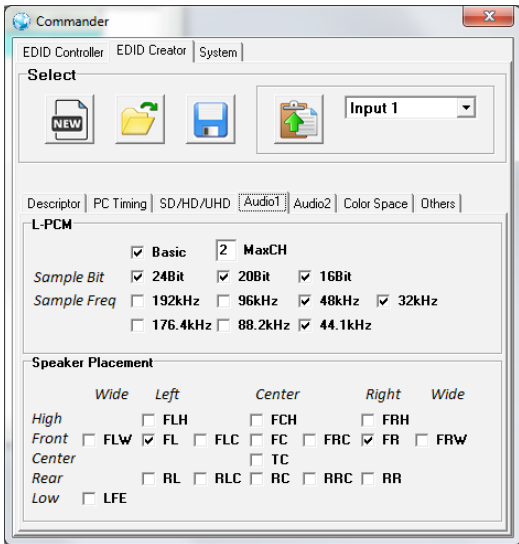 Commander
EDID Controller EDID Creator System
Select
NEW Input 1
Descriptor PC Timing SD/HD/UHD Audio1 Audio2 Color Space Others
L-PCM
Basic 2 MaxCH
Sample Bit 24Bit 20Bit 16Bit
Sample Freq 192kHz 96kHz 48kHz 32kHz
176.4kHz 88.2kHz 44.1kHz
Speaker Placement
Wide Left Center Right Wide
High FLH FCH FRH
Front FLW FL FLC FC FRC FR FRW
Center TC
Rear RL RLC RC RRC RR
Low LFE